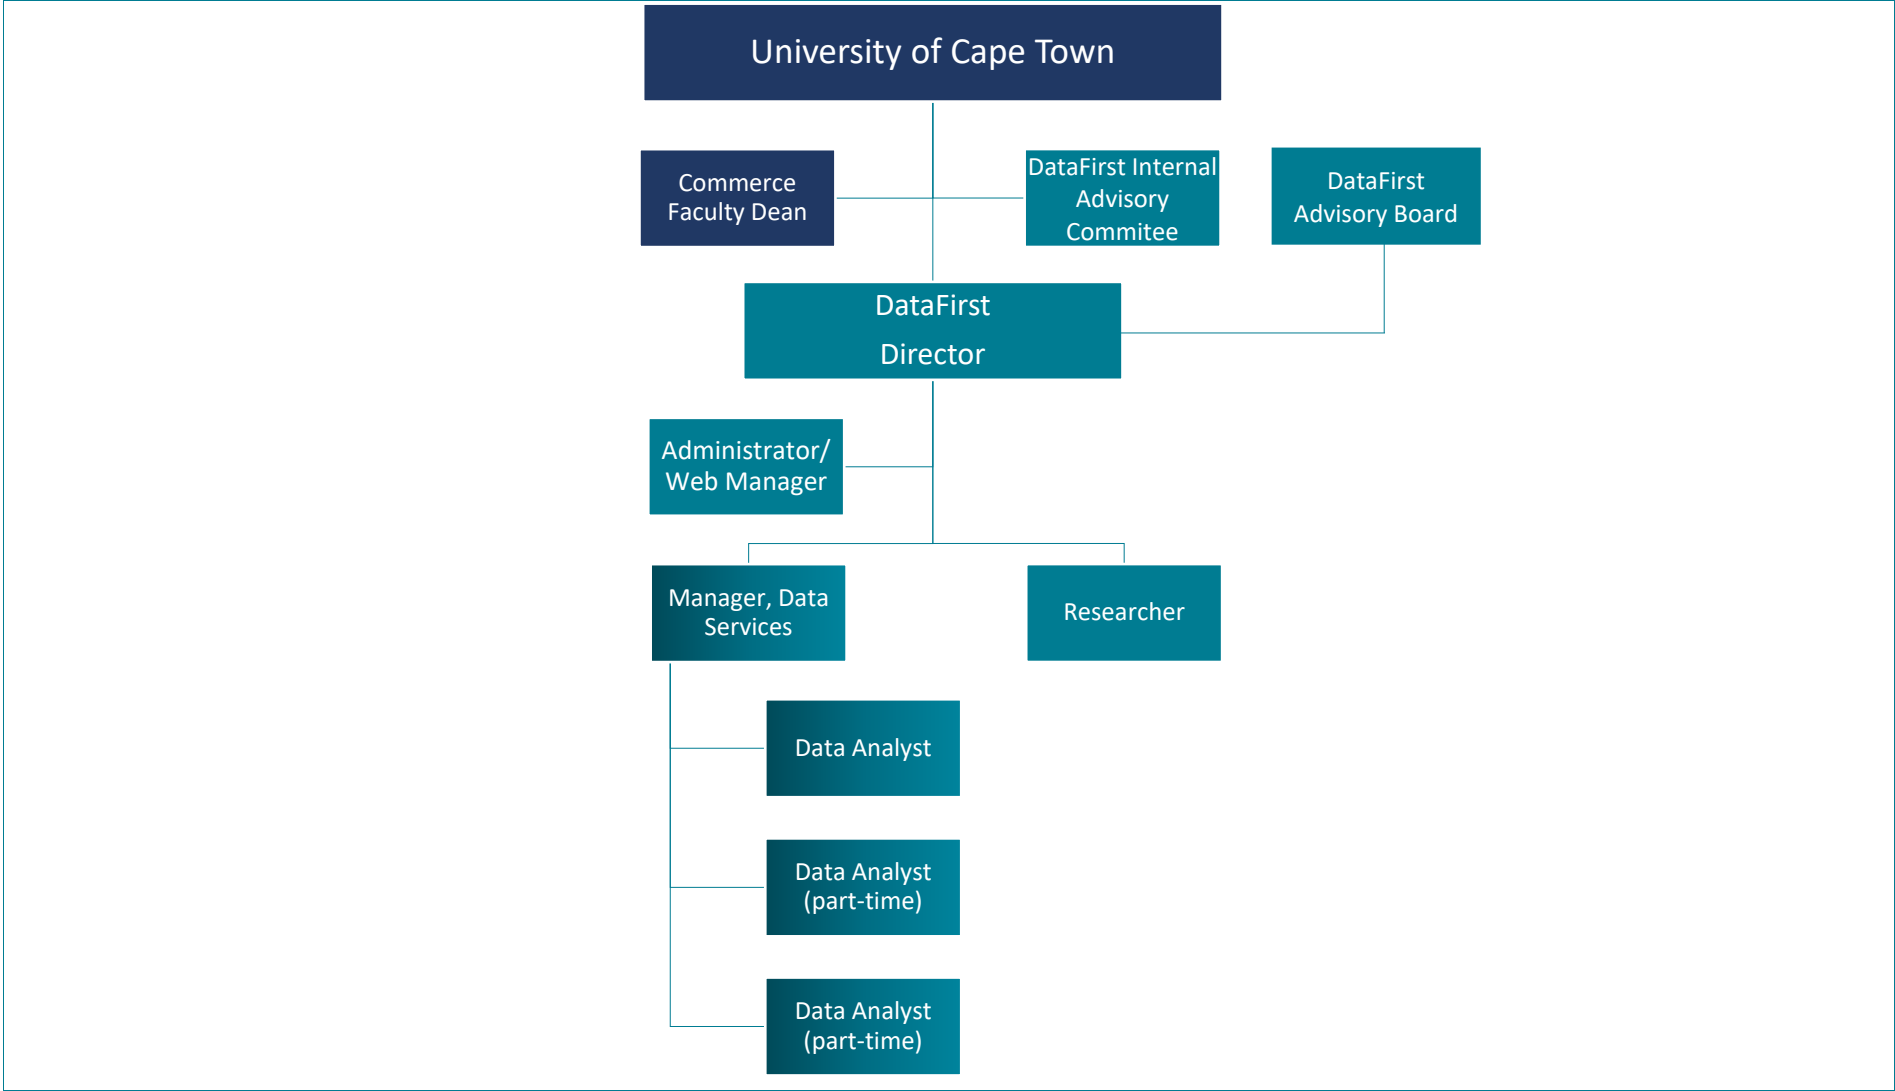 University of Cape Town
Commerce
Faculty Dean
DataFirst Internal
Advisory
Commitee
DataFirst
Advisory Board
DataFirst
Director
Administrator/
Web Manager
Manager, Data
Services
Researcher
Data Analyst
Data Analyst
(part-time)
Data Analyst
(part-time)